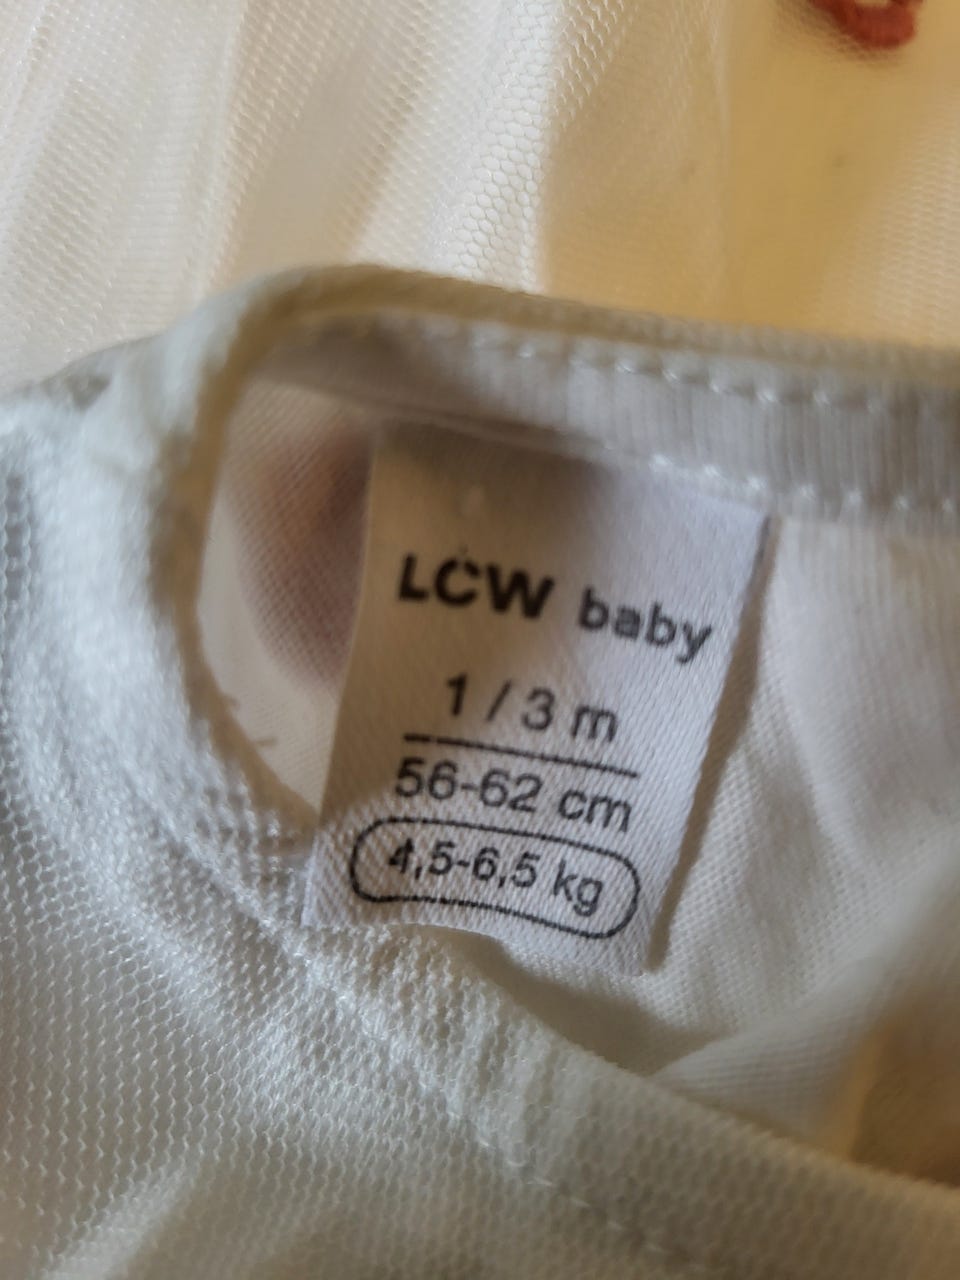 LCW baby
1 / 3 m
56-62 cm
4,5-6,5 kg